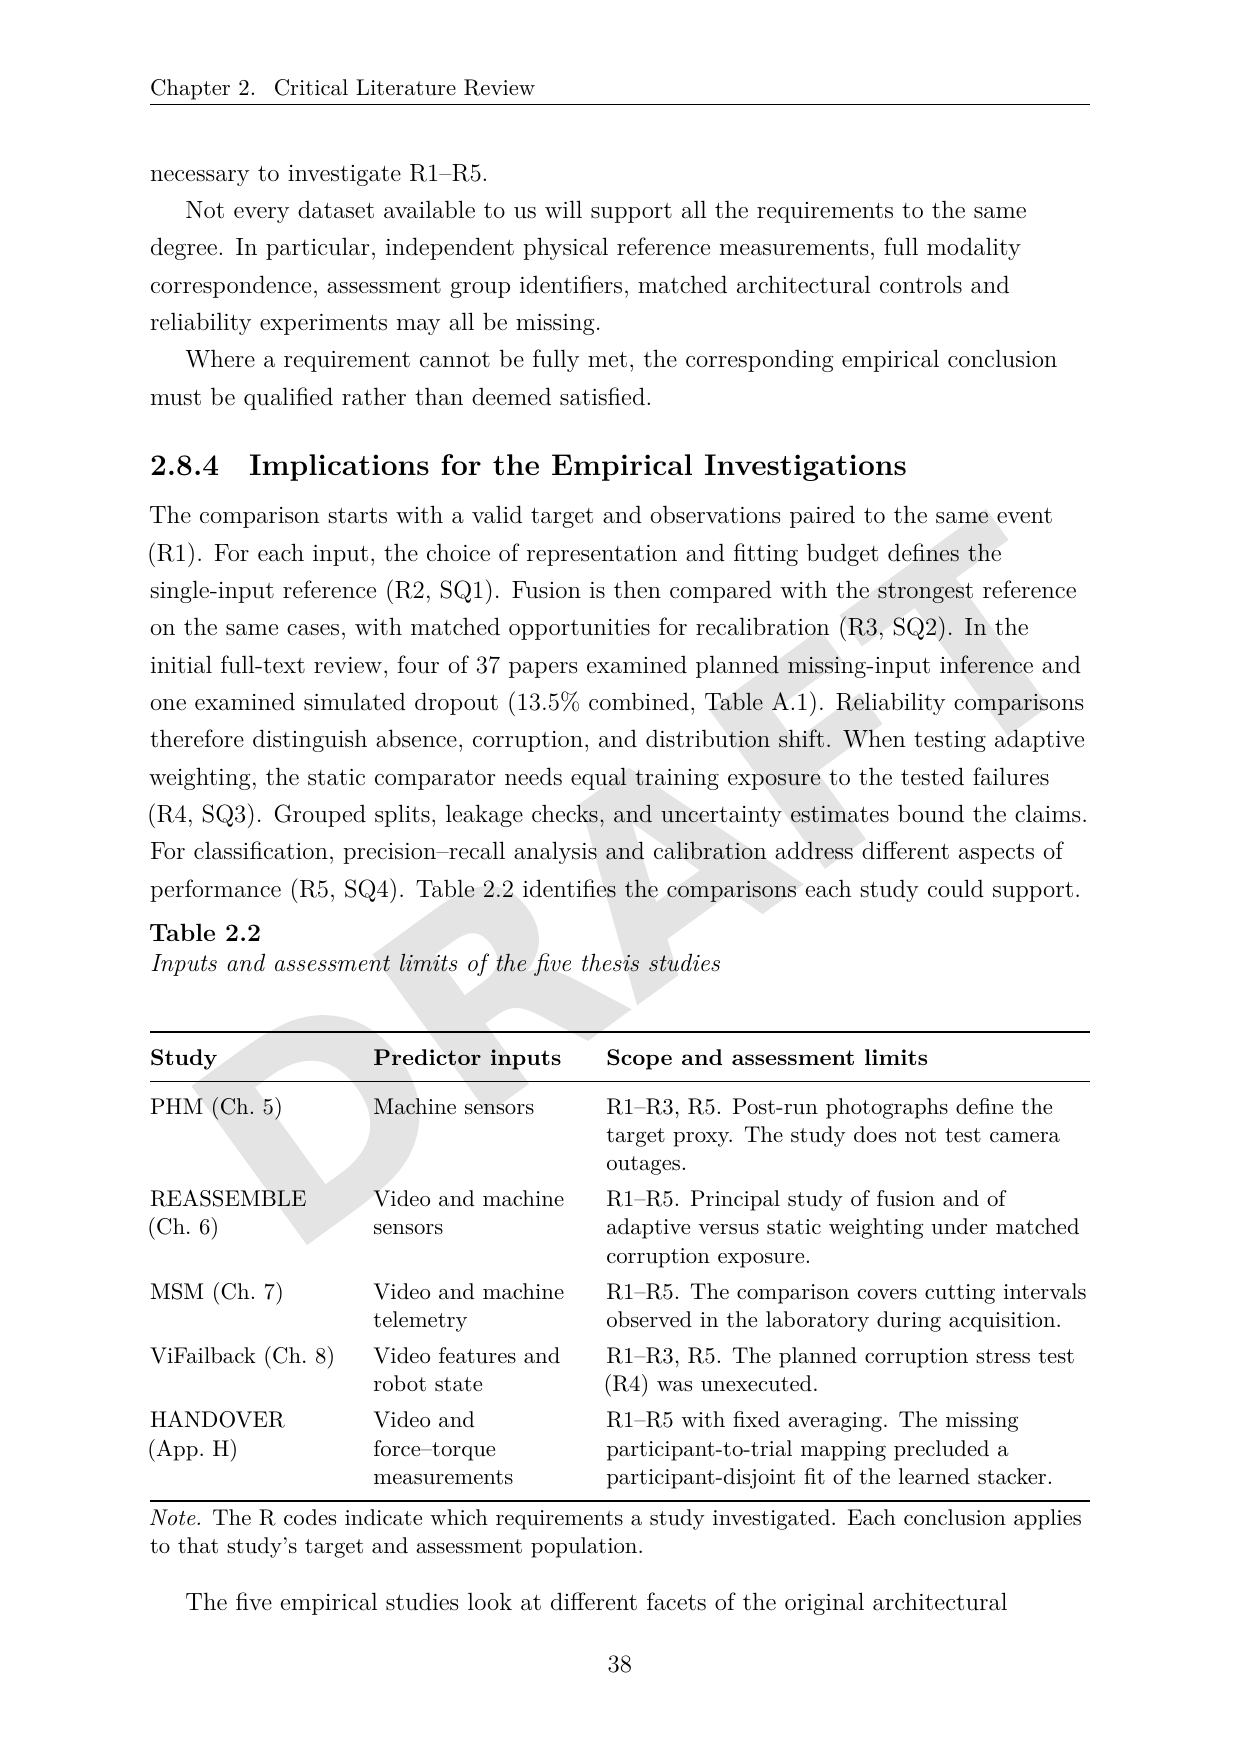 Chapter 2. Critical Literature Review
necessary to investigate R1–R5.
Not every dataset available to us will support all the requirements to the same
degree. In particular, independent physical reference measurements, full modality
correspondence, assessment group identifiers, matched architectural controls and
reliability experiments may all be missing.
Where a requirement cannot be fully met, the corresponding empirical conclusion
must be qualified rather than deemed satisfied.
2.8.4 Implications for the Empirical Investigations
The comparison starts with a valid target and observations paired to the same event
(R1). For each input, the choice of representation and fitting budget defines the
single-input reference (R2, SQ1). Fusion is then compared with the strongest reference
on the same cases, with matched opportunities for recalibration (R3, SQ2). In the
initial full-text review, four of 37 papers examined planned missing-input inference and
one examined simulated dropout (13.5% combined, Table A.1). Reliability comparisons
therefore distinguish absence, corruption, and distribution shift. When testing adaptive
weighting, the static comparator needs equal training exposure to the tested failures
(R4, SQ3). Grouped splits, leakage checks, and uncertainty estimates bound the claims.
For classification, precision–recall analysis and calibration address different aspects of
performance (R5, SQ4). Table 2.2 identifies the comparisons each study could support.
DRAFT
Table 2.2
Inputs and assessment limits of the five thesis studies
Study Predictor inputs Scope and assessment limits
PHM (Ch. 5) Machine sensors R1–R3, R5. Post-run photographs define the
target proxy. The study does not test camera
outages.
REASSEMBLE Video and machine R1–R5. Principal study of fusion and of
(Ch. 6) sensors adaptive versus static weighting under matched
corruption exposure.
MSM (Ch. 7) Video and machine R1–R5. The comparison covers cutting intervals
telemetry observed in the laboratory during acquisition.
ViFailback (Ch. 8) Video features and R1–R3, R5. The planned corruption stress test
robot state (R4) was unexecuted.
HANDOVER Video and R1–R5 with fixed averaging. The missing
(App. H) force–torque participant-to-trial mapping precluded a
measurements participant-disjoint fit of the learned stacker.
Note. The R codes indicate which requirements a study investigated. Each conclusion applies
to that study's target and assessment population.
The five empirical studies look at different facets of the original architectural
38